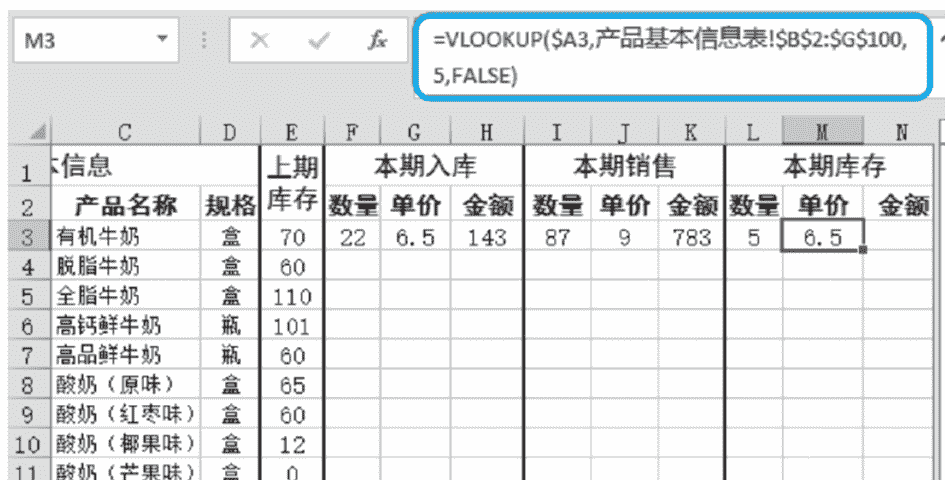 M3 fx =VLOOKUP($A3,产品基本信息表!$B$2:$G$100,
5,FALSE)
C D E F G H I J K L M N
1 信息 上期 本期入库 本期销售 本期库存
2 产品名称 规格 库存 数量 单价 金额 数量 单价 金额 数量 单价 金额
3 有机牛奶 盒 70 22 6.5 143 87 9 783 5 6.5
4 脱脂牛奶 盒 60
5 全脂牛奶 盒 110
6 高钙鲜牛奶 瓶 101
7 高品鲜牛奶 瓶 60
8 酸奶（原味） 盒 65
9 酸奶（红枣味） 盒 60
10 酸奶（椰果味） 盒 12
11 酸奶（芒果味） 盒 0